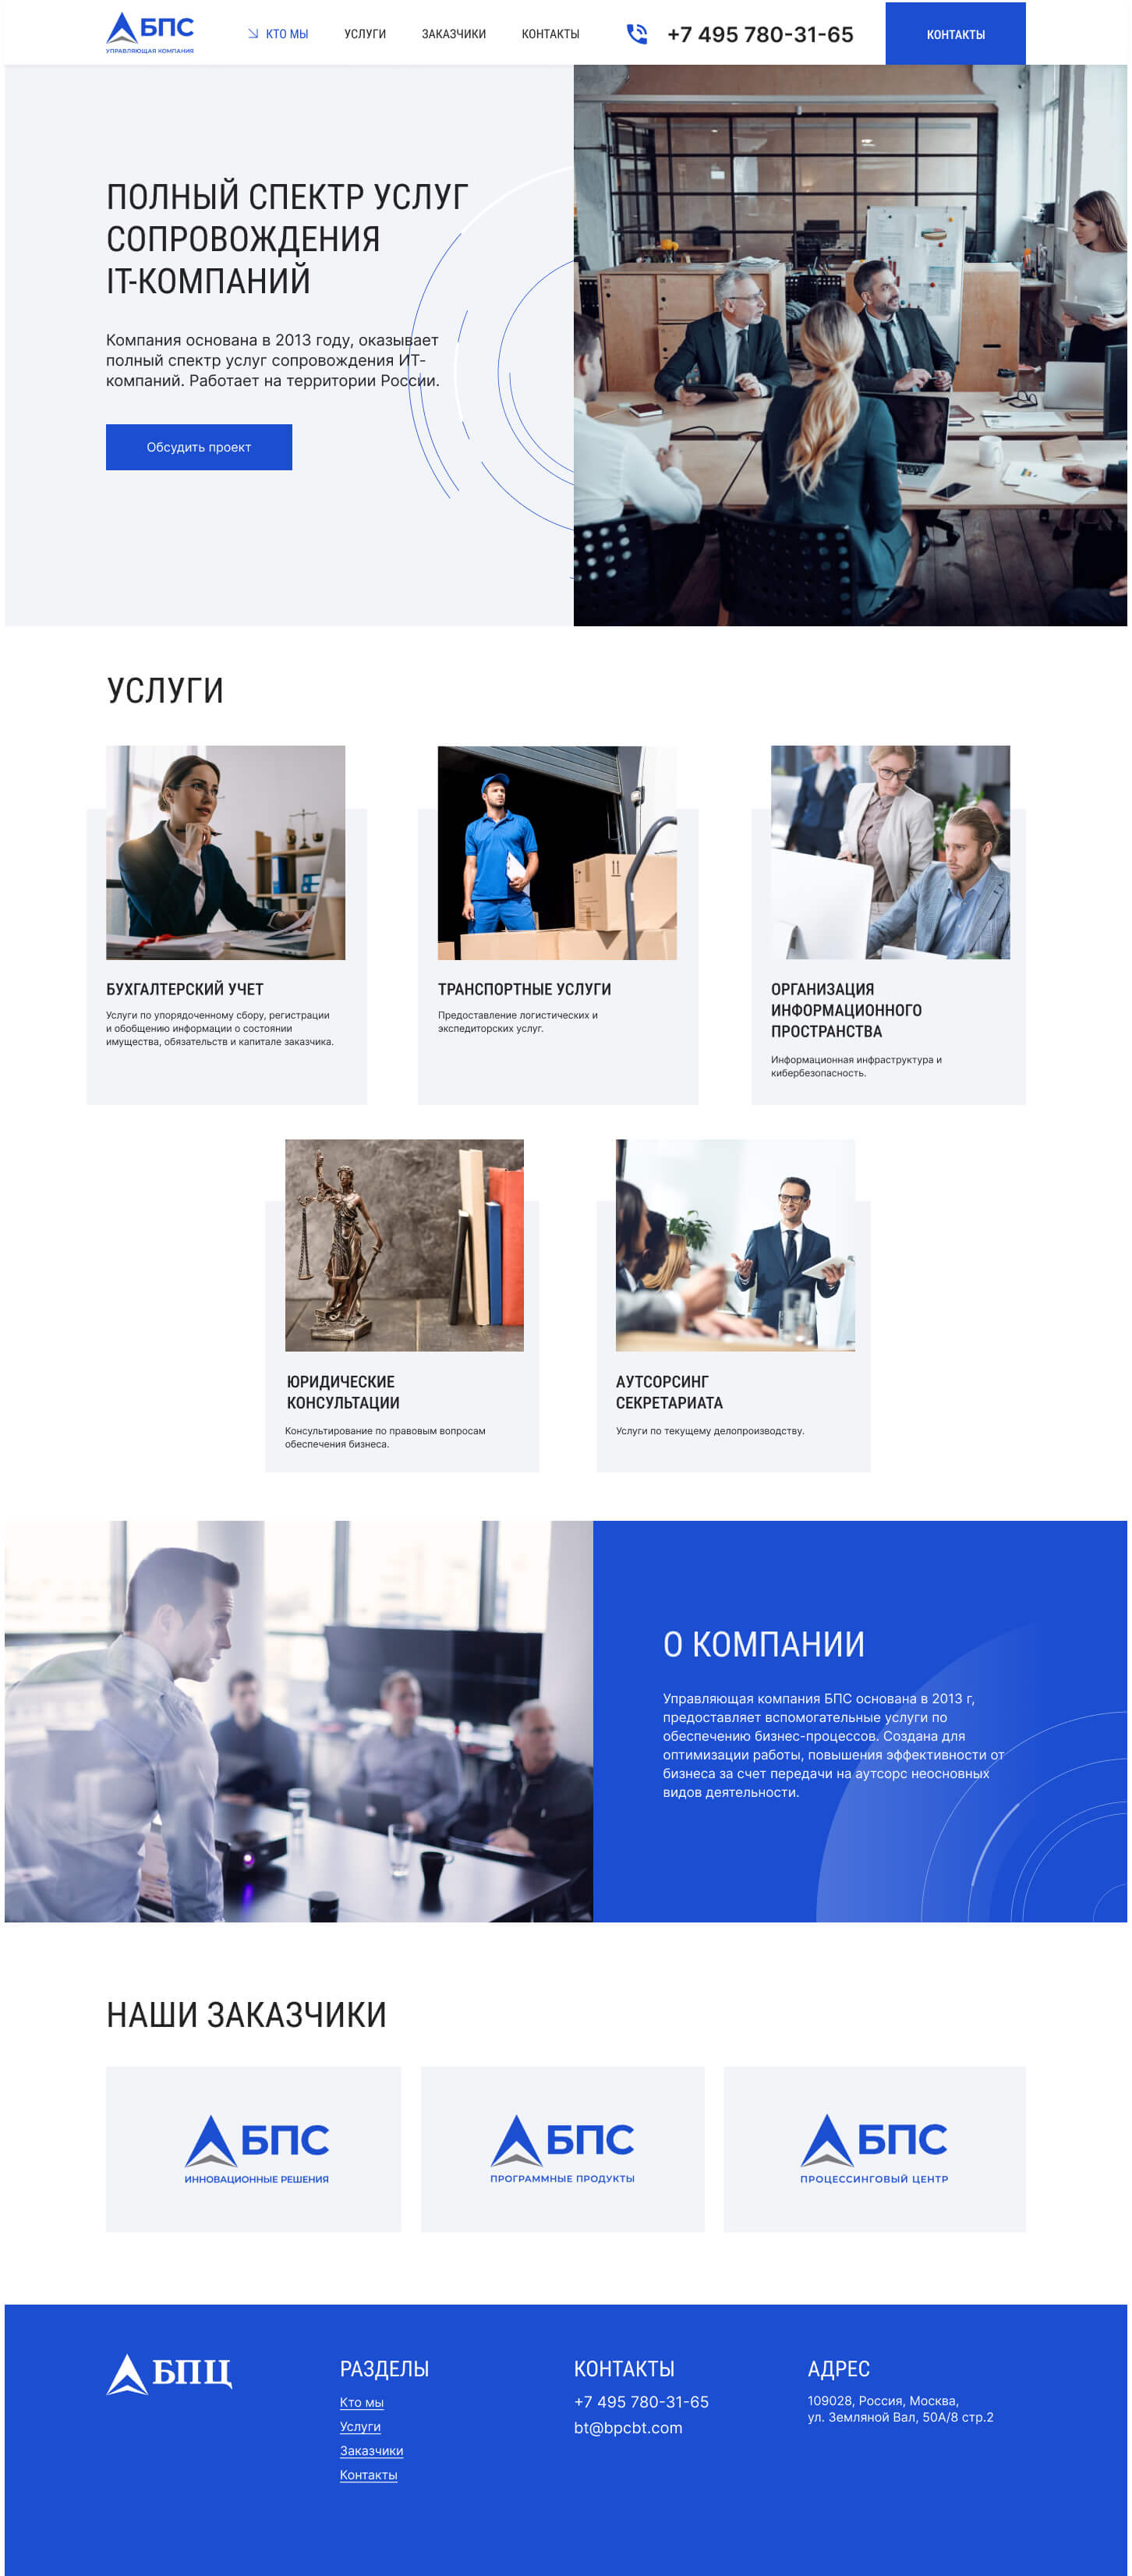 БПС
УПРАВЛЯЮЩАЯ КОМПАНИЯ
КТО МЫ
УСЛУГИ
ЗАКАЗЧИКИ
КОНТАКТЫ
+7 495 780-31-65
КОНТАКТЫ
ПОЛНЫЙ СПЕКТР УСЛУГ
СОПРОВОЖДЕНИЯ
IT-КОМПАНИЙ
Компания основана в 2013 году, оказывает
полный спектр услуг сопровождения ИТ-
компаний. Работает на территории России.
Обсудить проект
УСЛУГИ
БУХГАЛТЕРСКИЙ УЧЕТ
Услуги по упорядоченному сбору, регистрации
и обобщению информации о состоянии
имущества, обязательств и капитале заказчика.
ТРАНСПОРТНЫЕ УСЛУГИ
Предоставление логистических и
экспедиторских услуг.
ОРГАНИЗАЦИЯ
ИНФОРМАЦИОННОГО
ПРОСТРАНСТВА
Информационная инфраструктура и
кибербезопасность.
ЮРИДИЧЕСКИЕ
КОНСУЛЬТАЦИИ
Консультирование по правовым вопросам
обеспечения бизнеса.
АУТСОРСИНГ
СЕКРЕТАРИАТА
Услуги по текущему делопроизводству.
О КОМПАНИИ
Управляющая компания БПС основана в 2013 г,
предоставляет вспомогательные услуги по
обеспечению бизнес-процессов. Создана для
оптимизации работы, повышения эффективности от
бизнеса за счет передачи на аутсорс неосновных
видов деятельности.
НАШИ ЗАКАЗЧИКИ
БПС
ИННОВАЦИОННЫЕ РЕШЕНИЯ
БПС
ПРОГРАММНЫЕ ПРОДУКТЫ
БПС
ПРОЦЕССИНГОВЫЙ ЦЕНТР
БПЦ
РАЗДЕЛЫ
Кто мы
Услуги
Заказчики
Контакты
КОНТАКТЫ
+7 495 780-31-65
bt@bpcbt.com
АДРЕС
109028, Россия, Москва,
ул. Земляной Вал, 50А/8 стр.2